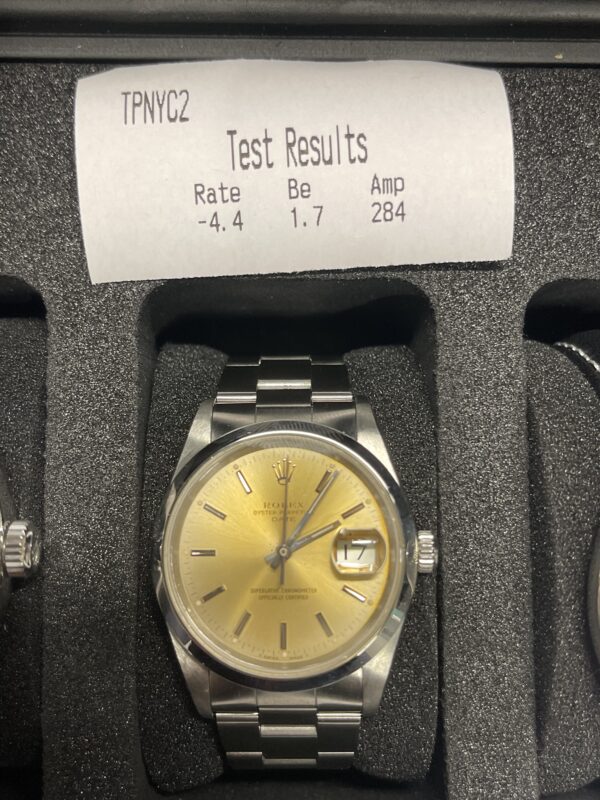 TPNYC2
Test Results
Rate Be Amp
-4.4 1.7 284
ROLEX
OYSTER PERPETUAL
DATE
17
SUPERLATIVE CHRONOMETER
OFFICIALLY CERTIFIED